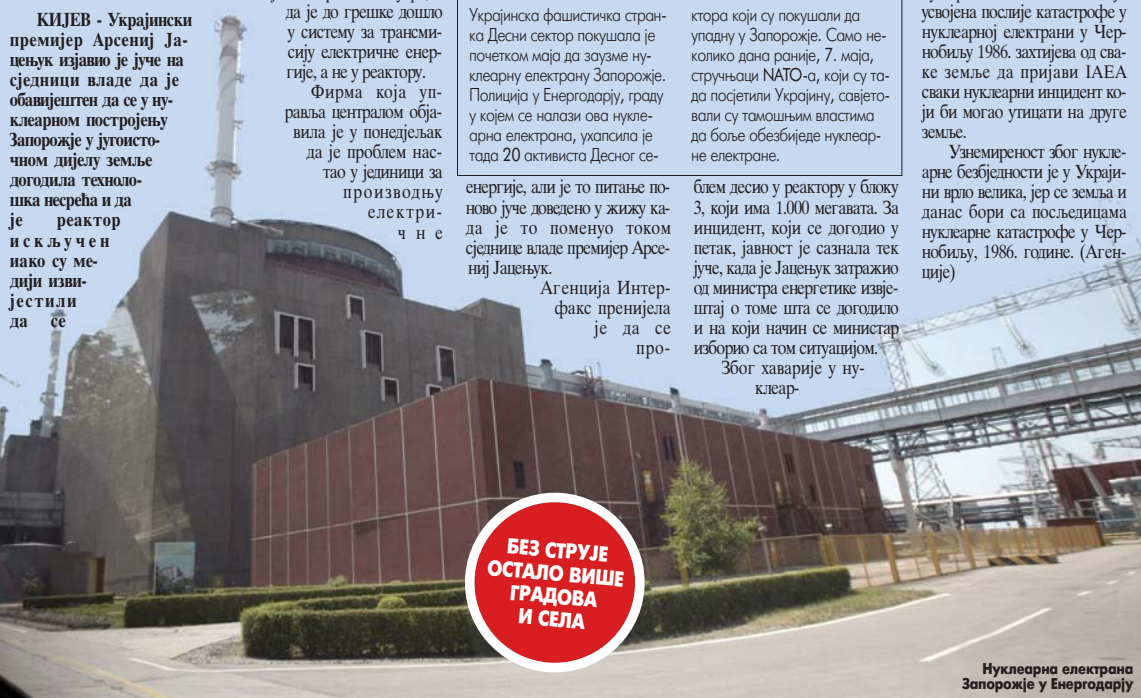 КИЈЕВ - Украјински
премијер Арсениј Ја-
цењук изјавио је јуче на
сједници владе да је
обавијештен да се у ну-
клеарном постројењу
Запорожје у југоисто-
чном дијелу земље
догодила техноло-
шка несрећа и да
је реактор
искључен
иако су ме-
дији изви-
јестили
да се
да је до грешке дошло
у систему за трансми-
сију електричне енер-
гије, а не у реактору.
Фирма која уп-
равља централом обја-
вила је у понедјељак
да је проблем нас-
тао у јединици за
производњу
електри-
чне
Украјинска фашистичка стран-
ка Десни сектор покушала је
почетком маја да заузме ну-
клеарну електрану Запорожје.
Полиција у Енергодарју, граду
у којем се налази ова нукле-
арна електрана, ухапсила је
тада 20 активиста Десног се-
ктора који су покушали да
упадну у Запорожје. Само не-
колико дана раније, 7. маја,
стручњаци NATO-а, који су та-
да посјетили Украјину, савјето-
вали су тамошњим властима
да боље обезбиједе нуклеар-
не електране.
енергије, али је то питање по-
ново јуче доведено у жижу ка-
да је то поменуо током
сједнице владе премијер Арсе-
ниј Јацењук.
Агенција Интер-
факс пренијела
је да се
про-
блем десио у реактору у блоку
3, који има 1.000 мегавата. За
инцидент, који се догодио у
петак, јавност је сазнала тек
јуче, када је Јацењук затражио
од министра енергетике извје-
штај о томе шта се догодило
и на који начин се министар
изборио са том ситуацијом.
Због хаварије у ну-
клеар-
усвојена послије катастрофе у
нуклеарној електрани у Чер-
нобиљу 1986. захтијева од сва-
ке земље да пријави IAEA
сваки нуклеарни инцидент ко-
ји би могао утицати на друге
земље.
Узнемиреност због нукле-
арне безбједности је у Украји-
ни врло велика, јер се земља и
данас бори са посљедицама
нуклеарне катастрофе у Чер-
нобиљу, 1986. године. (Аген-
ције)
БЕЗ СТРУЈЕ
ОСТАЛО ВИШЕ
ГРАДОВА
И СЕЛА
Нуклеарна електрана
Запорожје у Енергодарју